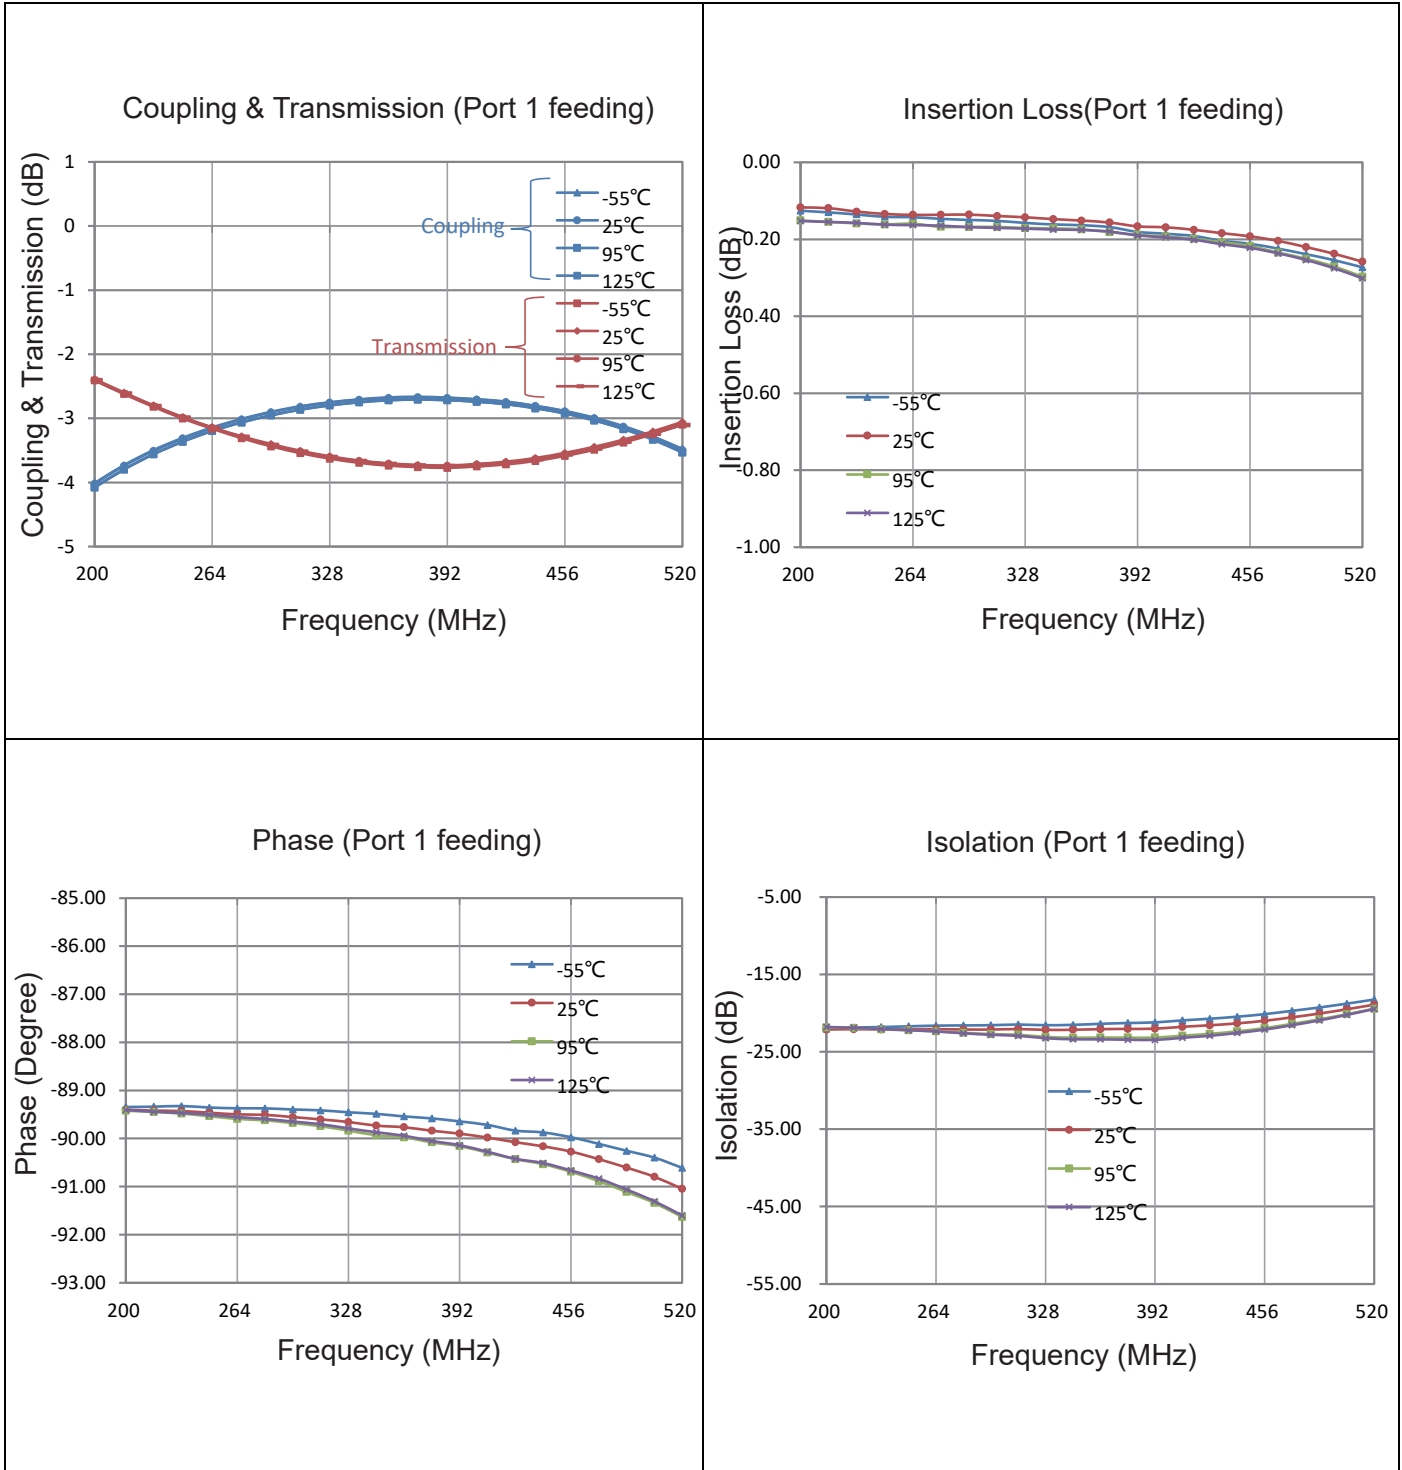 Coupling & Transmission (Port 1 feeding)
Coupling & Transmission (dB)
1
0
-1
-2
-3
-4
-5
Coupling
-55℃
25℃
95℃
125℃
Transmission
-55℃
25℃
95℃
125℃
200 264 328 392 456 520
Frequency (MHz)
Insertion Loss(Port 1 feeding)
Insertion Loss (dB)
0.00
-0.20
-0.40
-0.60
-0.80
-1.00
-55℃
25℃
95℃
125℃
200 264 328 392 456 520
Frequency (MHz)
Phase (Port 1 feeding)
Phase (Degree)
-85.00
-86.00
-87.00
-88.00
-89.00
-90.00
-91.00
-92.00
-93.00
-55℃
25℃
95℃
125℃
200 264 328 392 456 520
Frequency (MHz)
Isolation (Port 1 feeding)
Isolation (dB)
-5.00
-15.00
-25.00
-35.00
-45.00
-55.00
-55℃
25℃
95℃
125℃
200 264 328 392 456 520
Frequency (MHz)